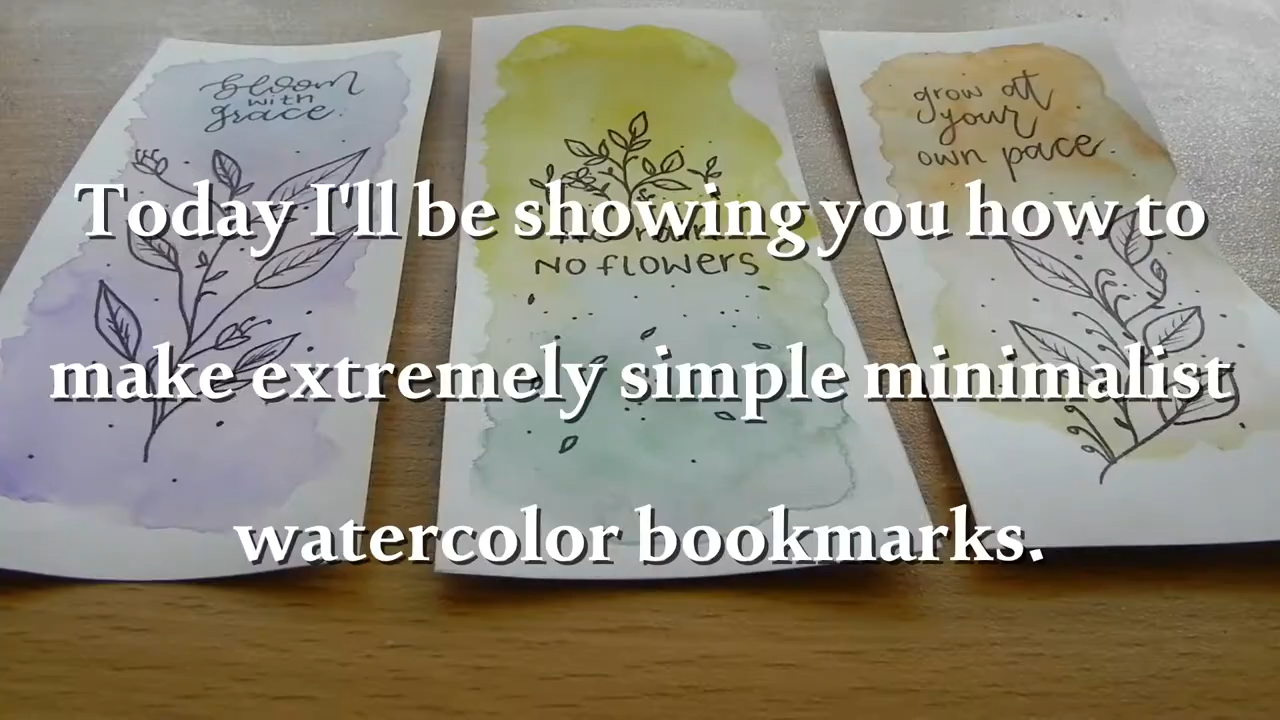 bloom
with
grace.
grow at
your
own pace.
Today I'll be showing you how to
No flowers
make extremely simple minimalist
watercolor bookmarks.